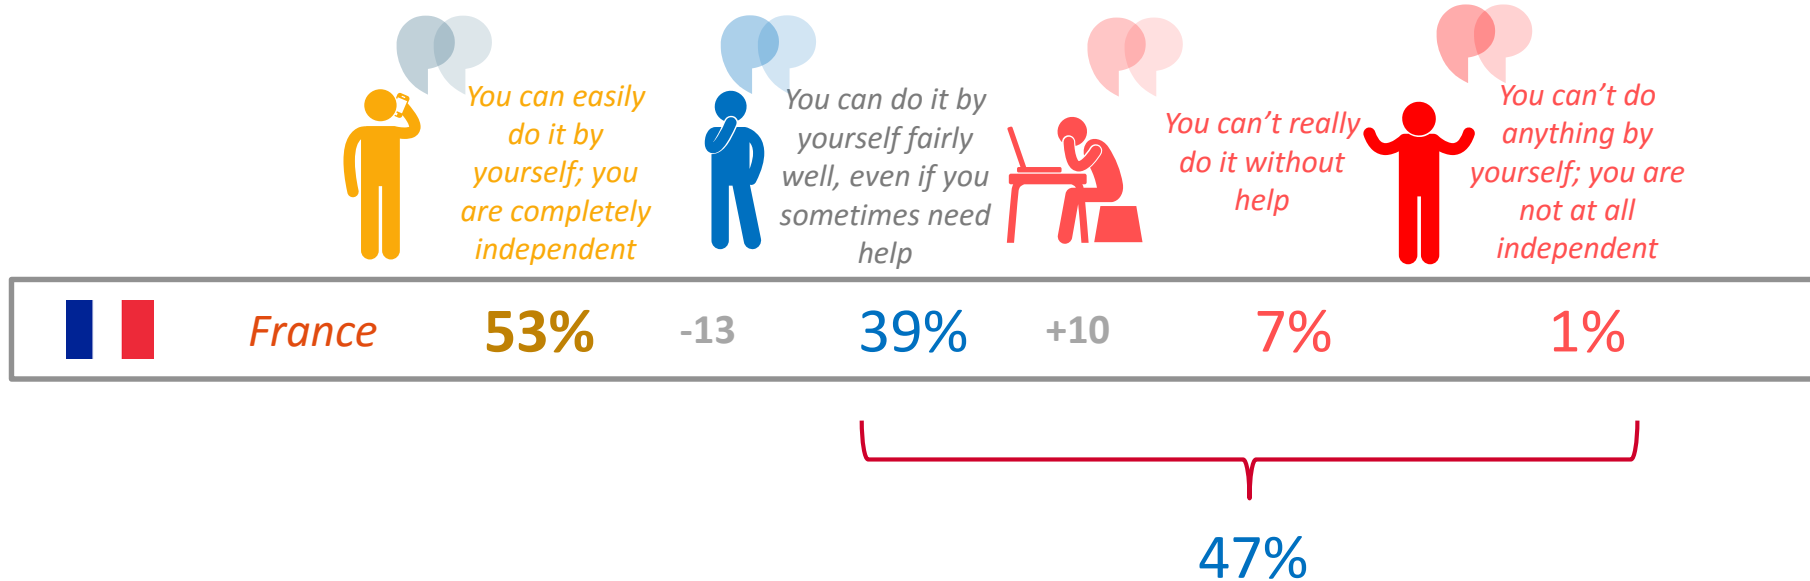 You can easily
do it by
yourself; you
are completely
independent
You can do it by
yourself fairly
well, even if you
sometimes need
help
You can't really
do it without
help
You can't do
anything by
yourself; you are
not at all
independent
France 53% -13 39% +10 7% 1%
47%